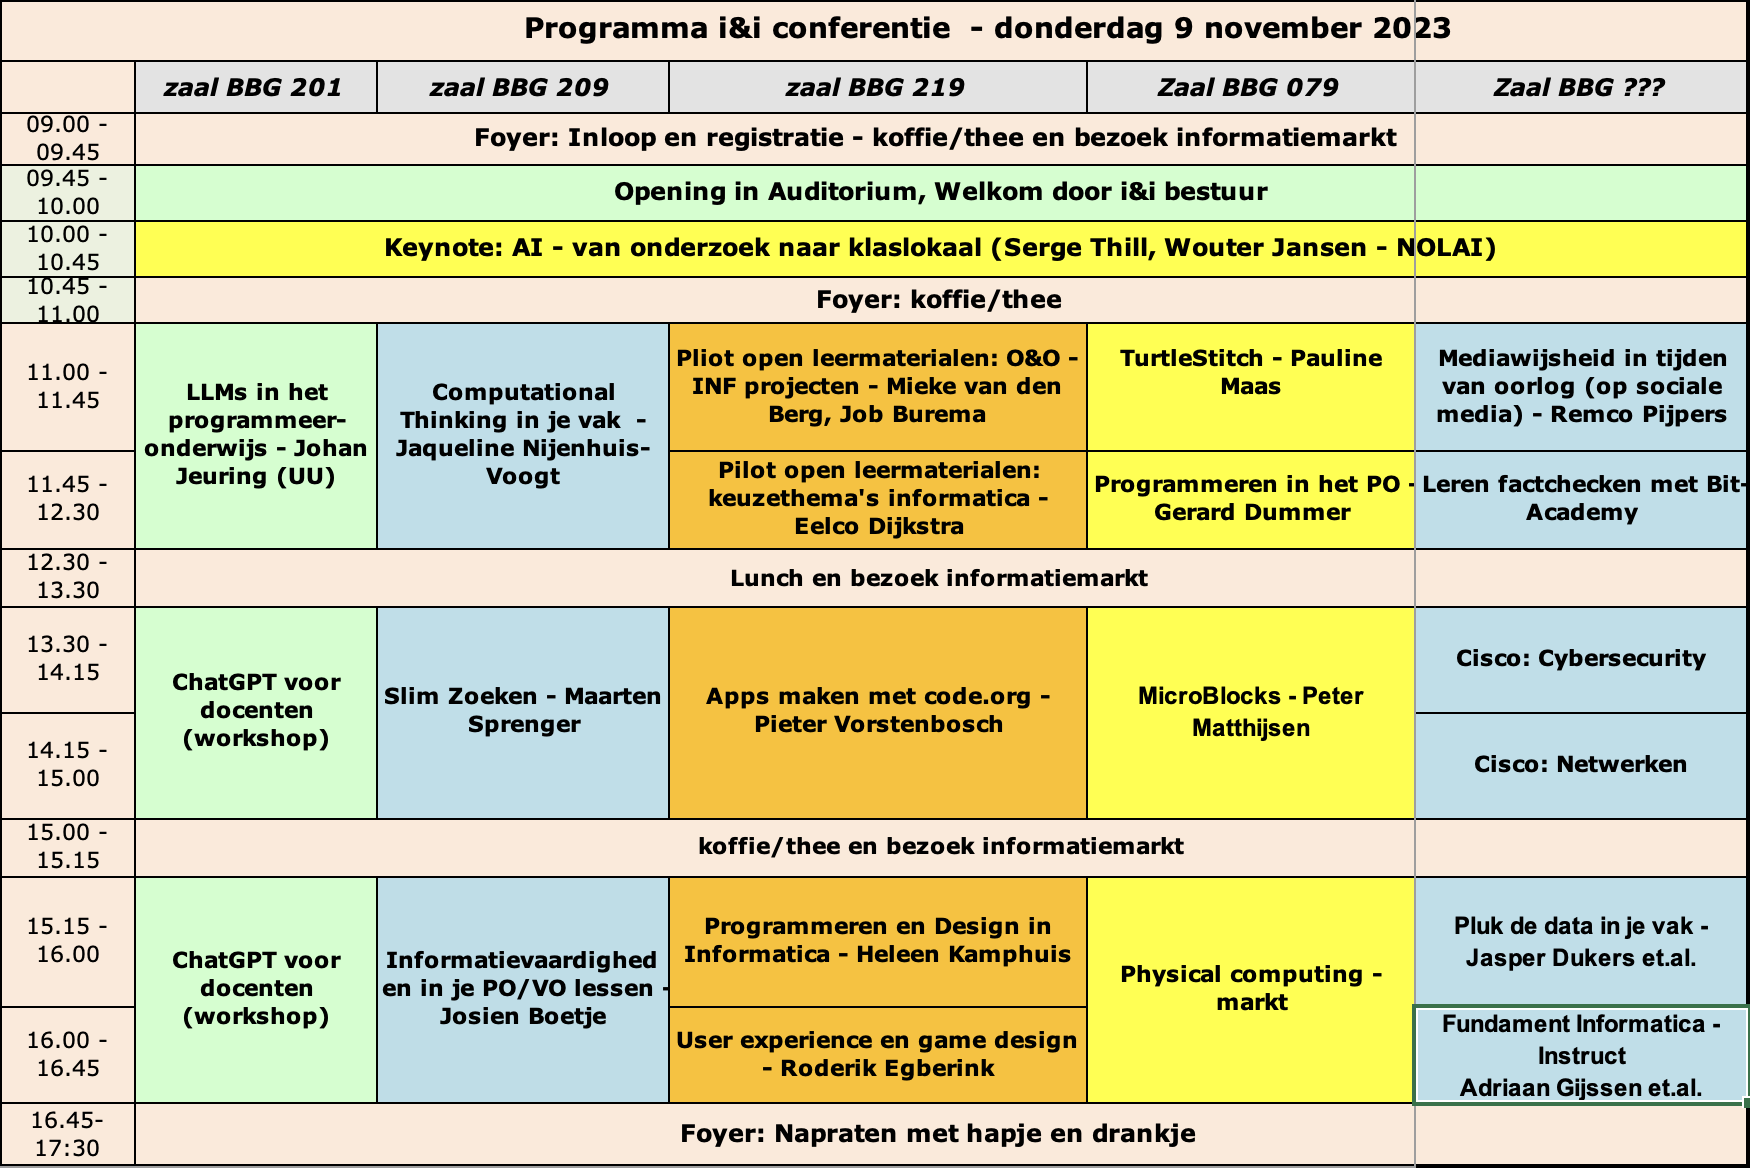 Programma i&i conferentie - donderdag 9 november 2023
zaal BBG 201
zaal BBG 209
zaal BBG 219
Zaal BBG 079
Zaal BBG ???
09.00 -
09.45
Foyer: Inloop en registratie - koffie/thee en bezoek informatiemarkt
09.45 -
10.00
Opening in Auditorium, Welkom door i&i bestuur
10.00 -
10.45
Keynote: AI - van onderzoek naar klaslokaal (Serge Thill, Wouter Jansen - NOLAI)
10.45 -
11.00
Foyer: koffie/thee
11.00 -
11.45
LLMs in het
programmeer-
onderwijs - Johan
Jeuring (UU)
Computational
Thinking in je vak -
Jaqueline Nijenhuis-
Voogt
Pliot open leermaterialen: O&O -
INF projecten - Mieke van den
Berg, Job Burema
TurtleStitch - Pauline
Maas
Mediawijsheid in tijden
van oorlog (op sociale
media) - Remco Pijpers
11.45 -
12.30
Pilot open leermaterialen:
keuzethema's informatica -
Eelco Dijkstra
Programmeren in het PO -
Gerard Dummer
Leren factchecken met Bit-
Academy
12.30 -
13.30
Lunch en bezoek informatiemarkt
13.30 -
14.15
ChatGPT voor
docenten
(workshop)
Slim Zoeken - Maarten
Sprenger
Apps maken met code.org -
Pieter Vorstenbosch
MicroBlocks - Peter
Matthijsen
Cisco: Cybersecurity
14.15 -
15.00
Cisco: Netwerken
15.00 -
15.15
koffie/thee en bezoek informatiemarkt
15.15 -
16.00
ChatGPT voor
docenten
(workshop)
Informatievaardighed
en in je PO/VO lessen -
Josien Boetje
Programmeren en Design in
Informatica - Heleen Kamphuis
Physical computing -
markt
Pluk de data in je vak -
Jasper Dukers et.al.
16.00 -
16.45
User experience en game design
- Roderik Egberink
Fundament Informatica -
Instruct
Adriaan Gijssen et.al.
16.45-
17:30
Foyer: Napraten met hapje en drankje